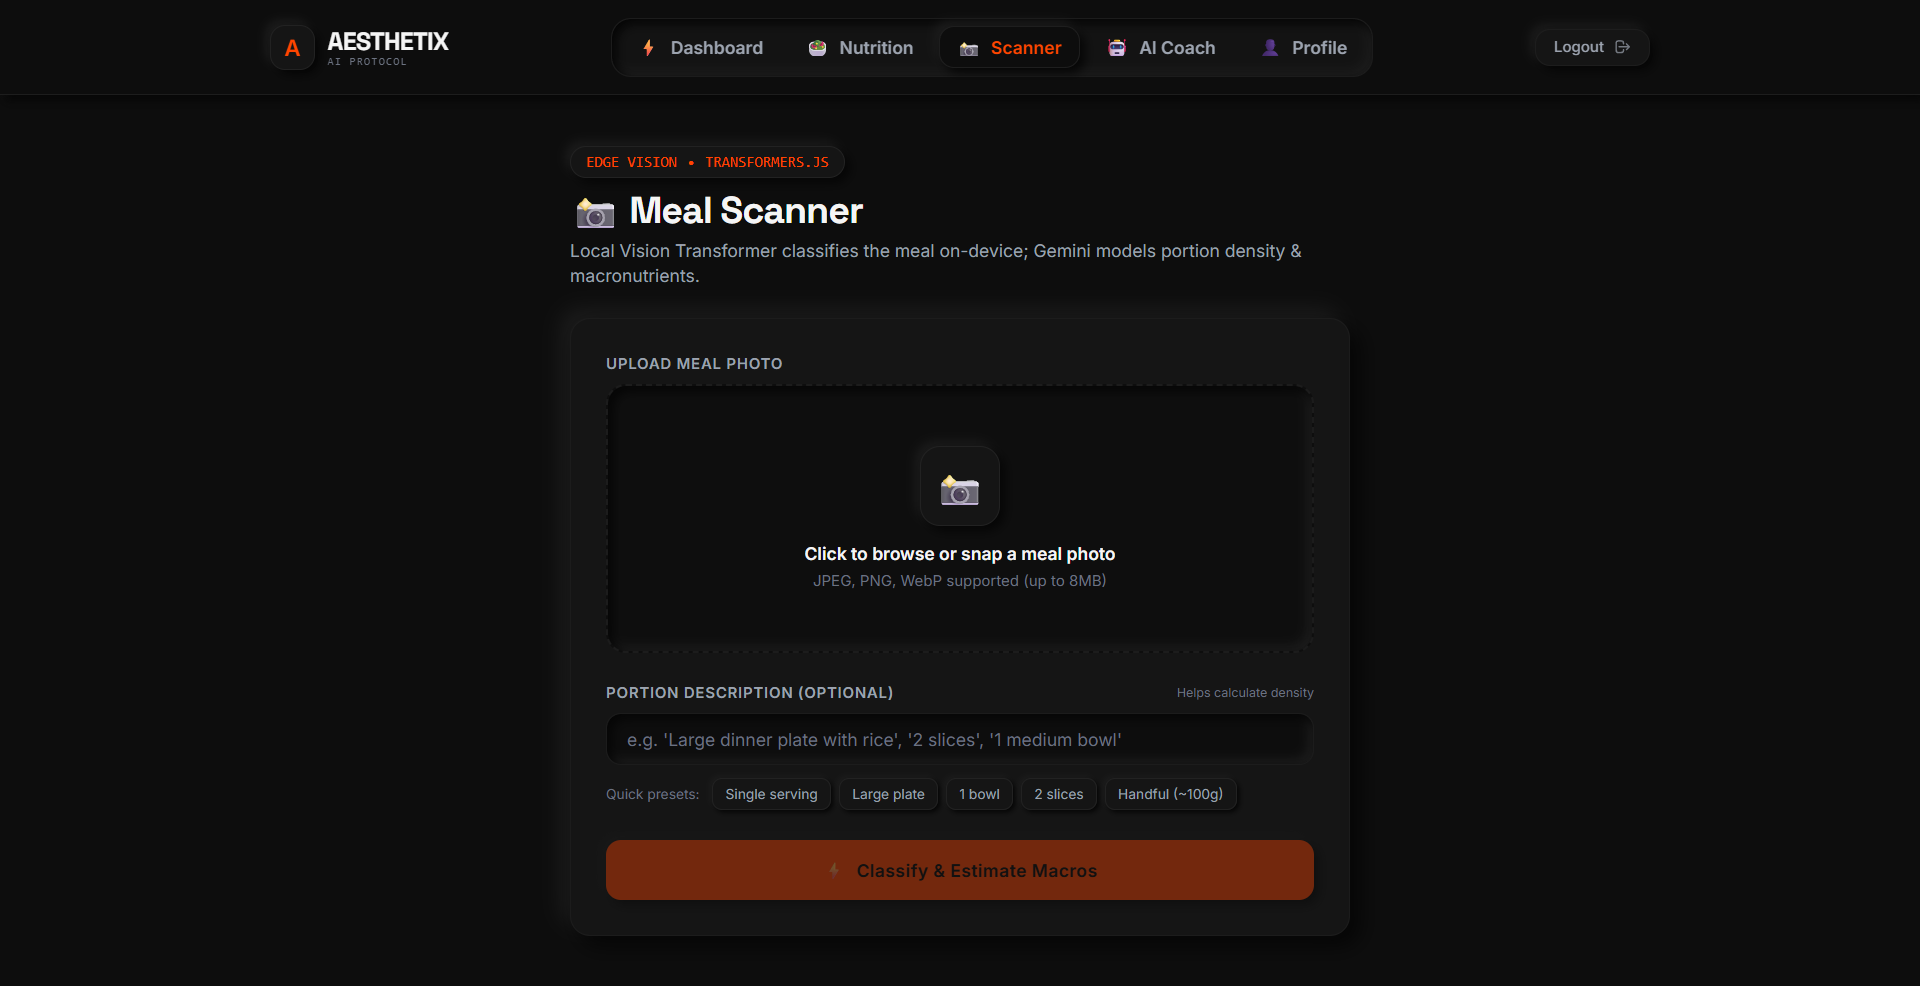 A
AESTHETIX
AI PROTOCOL
Dashboard
Nutrition
Scanner
AI Coach
Profile
Logout
EDGE VISION • TRANSFORMERS.JS
Meal Scanner
Local Vision Transformer classifies the meal on-device; Gemini models portion density &
macronutrients.
UPLOAD MEAL PHOTO
Click to browse or snap a meal photo
JPEG, PNG, WebP supported (up to 8MB)
PORTION DESCRIPTION (OPTIONAL)
Helps calculate density
e.g. 'Large dinner plate with rice', '2 slices', '1 medium bowl'
Quick presets:
Single serving
Large plate
1 bowl
2 slices
Handful (~100g)
Classify & Estimate Macros